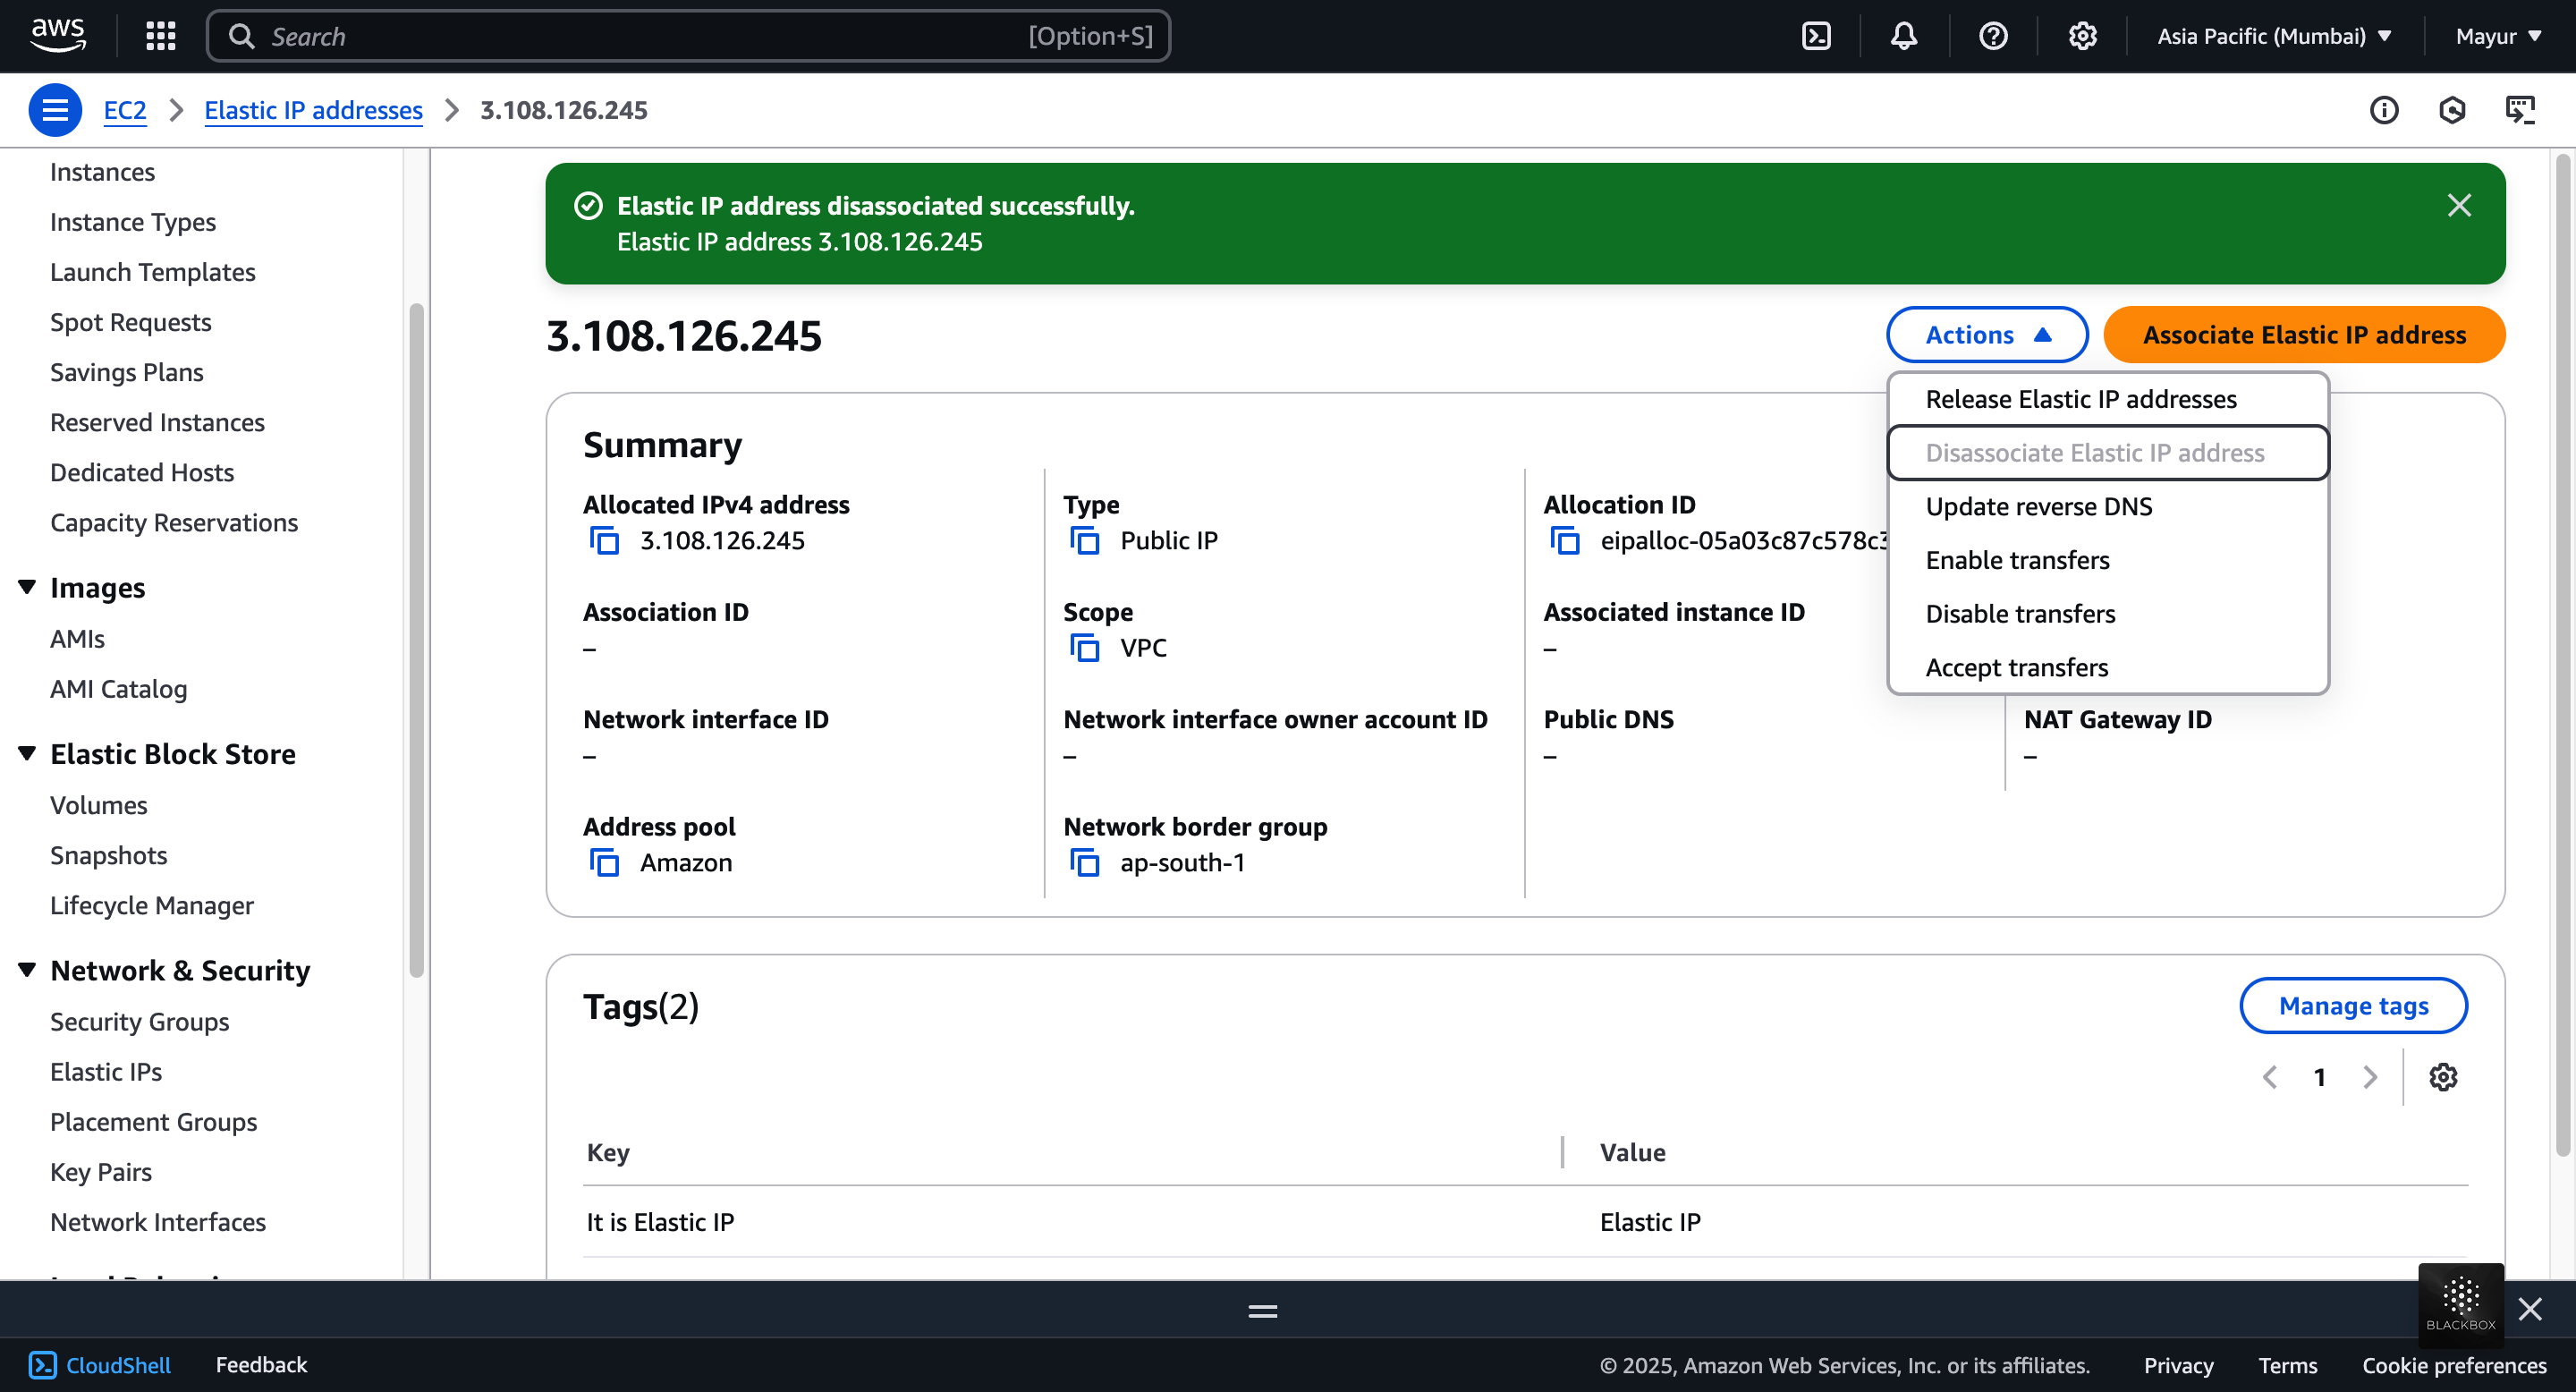 aws
Search [Option+S]
Asia Pacific (Mumbai)
Mayur
EC2
Elastic IP addresses
3.108.126.245
Instances
Instance Types
Launch Templates
Spot Requests
Savings Plans
Reserved Instances
Dedicated Hosts
Capacity Reservations
Images
AMIs
AMI Catalog
Elastic Block Store
Volumes
Snapshots
Lifecycle Manager
Network & Security
Security Groups
Elastic IPs
Placement Groups
Key Pairs
Network Interfaces
Elastic IP address disassociated successfully.
Elastic IP address 3.108.126.245
3.108.126.245
Actions
Associate Elastic IP address
Release Elastic IP addresses
Disassociate Elastic IP address
Update reverse DNS
Enable transfers
Disable transfers
Accept transfers
Summary
Allocated IPv4 address
3.108.126.245
Type
Public IP
Allocation ID
eipalloc-05a03c87c578c3
Association ID
–
Scope
VPC
Associated instance ID
–
Network interface ID
–
Network interface owner account ID
–
Public DNS
–
NAT Gateway ID
–
Address pool
Amazon
Network border group
ap-south-1
Tags(2)
Manage tags
1
Key Value
It is Elastic IP Elastic IP
BLACKBOX
CloudShell
Feedback
© 2025, Amazon Web Services, Inc. or its affiliates.
Privacy
Terms
Cookie preferences